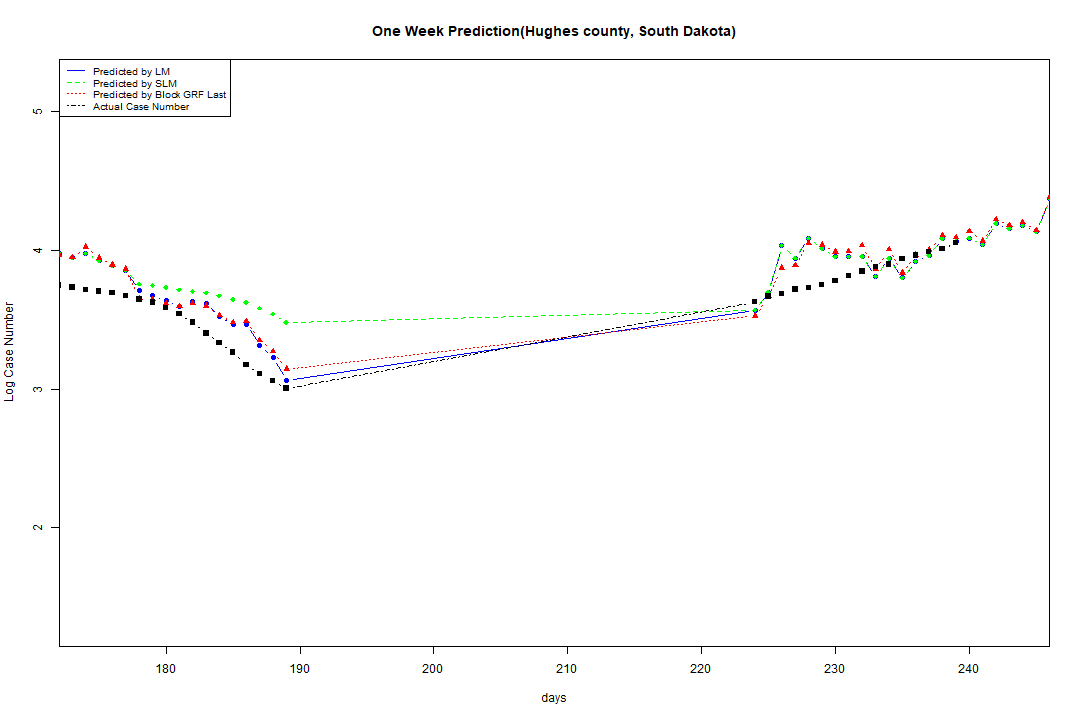 One Week Prediction(Hughes county, South Dakota)
Predicted by LM
Predicted by SLM
Predicted by Block GRF Last
Actual Case Number
5
4
3
2
Log Case Number
180 190 200 210 220 230 240
days